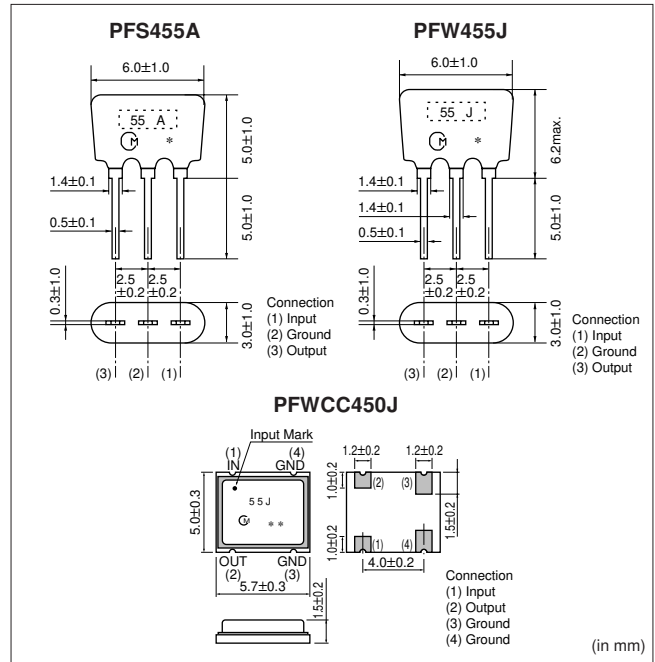 PFS455A
6.0±1.0
55 A
M *
5.0±1.0
5.0±1.0
1.4±0.1
0.5±0.1
2.5 2.5
±0.2 ±0.2
0.3±1.0
3.0±1.0
(3) (2) (1)
Connection
(1) Input
(2) Ground
(3) Output
PFW455J
6.0±1.0
55 J
M *
6.2max.
5.0±1.0
1.4±0.1
1.4±0.1
0.5±0.1
2.5 2.5
±0.2 ±0.2
0.3±1.0
3.0±1.0
(3) (2) (1)
Connection
(1) Input
(2) Ground
(3) Output
PFWCC450J
Input Mark
(1) (4)
IN GND
55J
M * *
5.0±0.3
OUT GND
(2) (3)
5.7±0.3
1.5±0.2
1.2±0.2 1.2±0.2
1.0±0.2
(2) (3)
1.5±0.2
1.0±0.2
(1) (4)
4.0±0.2
Connection
(1) Input
(2) Output
(3) Ground
(4) Ground
(in mm)